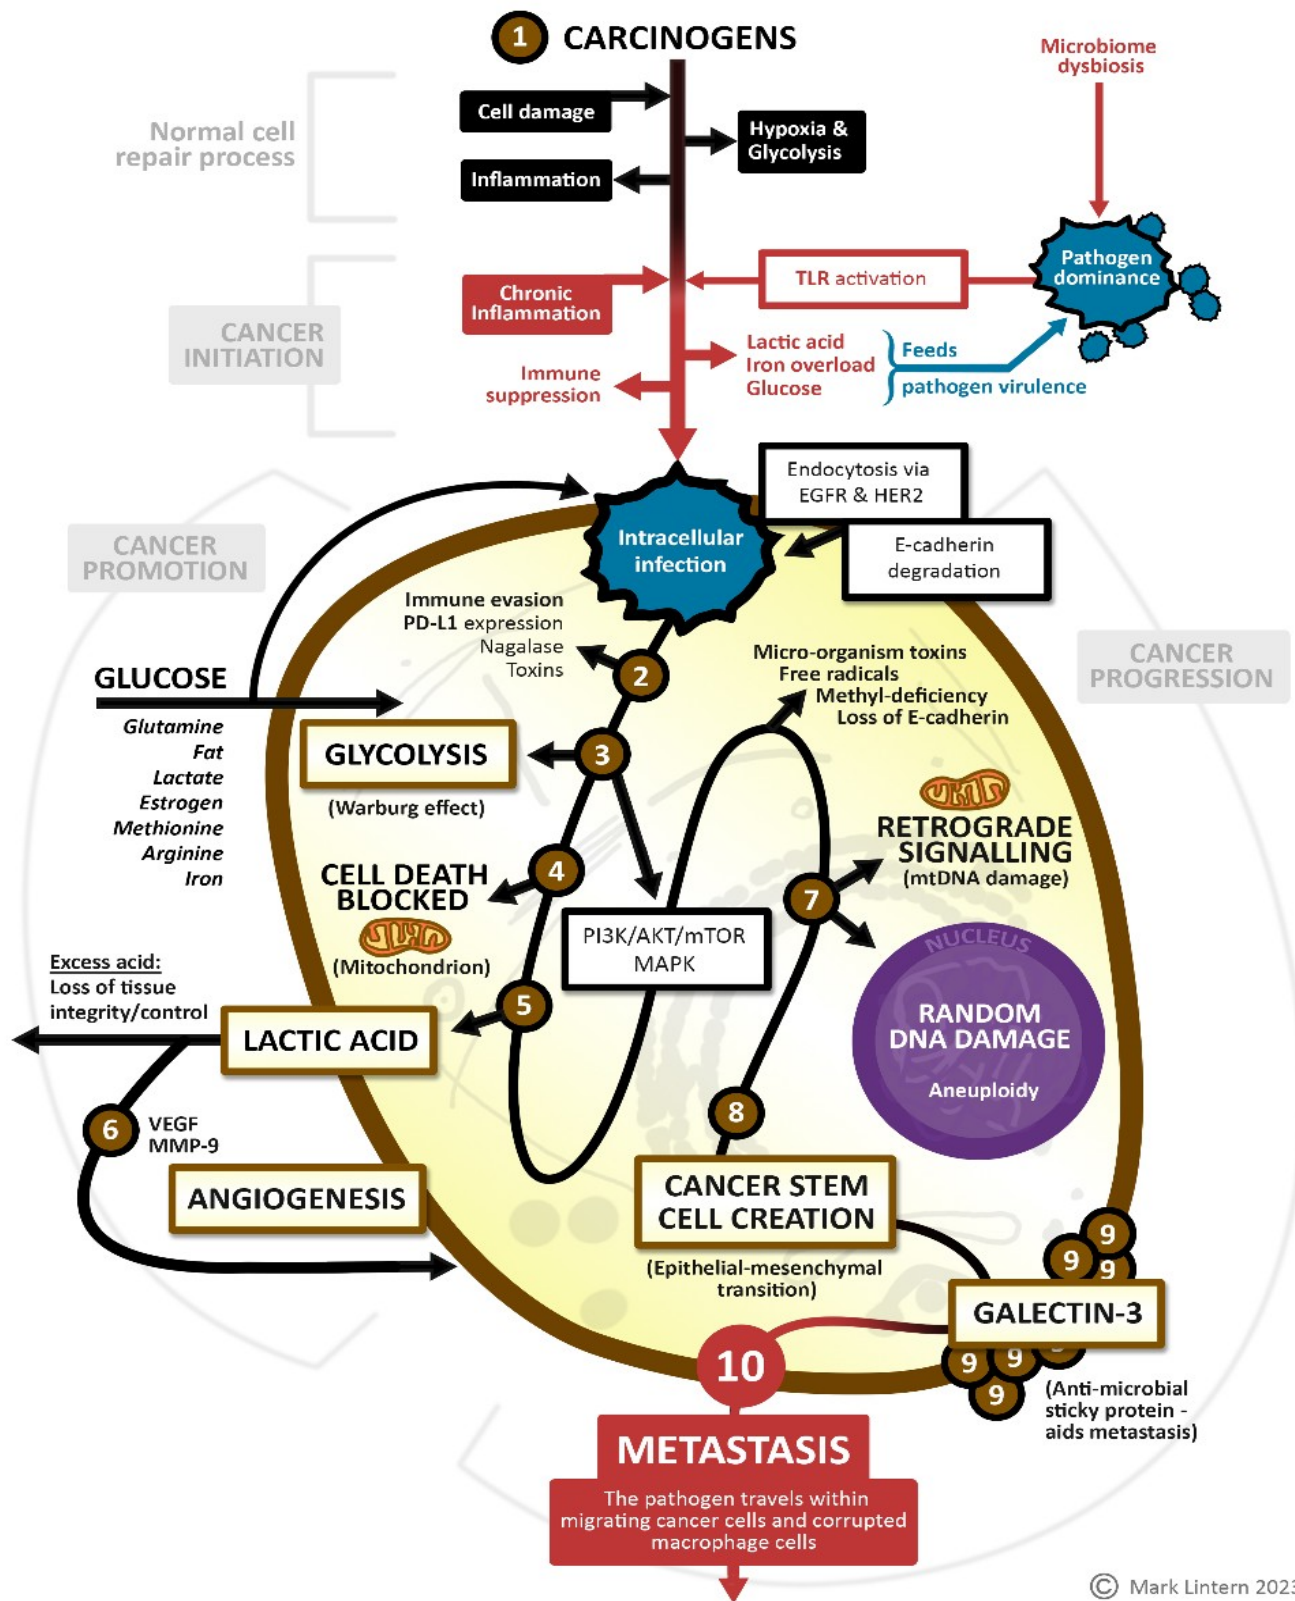 1 CARCINOGENS
Microbiome
dysbiosis
Normal cell
repair process
Cell damage
Hypoxia &
Glycolysis
Inflammation
Pathogen
dominance
TLR activation
Chronic
Inflammation
CANCER
INITIATION
Lactic acid
Iron overload
Glucose
Feeds
pathogen virulence
Immune
suppression
Endocytosis via
EGFR & HER2
Intracellular
infection
E-cadherin
degradation
CANCER
PROMOTION
CANCER
PROGRESSION
Immune evasion
PD-L1 expression
Nagalase
Toxins
2
Micro-organism toxins
Free radicals
Methyl-deficiency
Loss of E-cadherin
GLUCOSE
Glutamine
Fat
Lactate
Estrogen
Methionine
Arginine
Iron
3
GLYCOLYSIS
(Warburg effect)
RETROGRADE
SIGNALLING
(mtDNA damage)
4
CELL DEATH
BLOCKED
(Mitochondrion)
7
PI3K/AKT/mTOR
MAPK
NUCLEUS
RANDOM
DNA DAMAGE
Aneuploidy
Excess acid:
Loss of tissue
integrity/control
5
LACTIC ACID
6
VEGF
MMP-9
ANGIOGENESIS
8
CANCER STEM
CELL CREATION
(Epithelial-mesenchymal
transition)
9
9
9
GALECTIN-3
9
9
9
9
(Anti-microbial
sticky protein -
aids metastasis)
10
METASTASIS
The pathogen travels within
migrating cancer cells and corrupted
macrophage cells
© Mark Lintern 2023